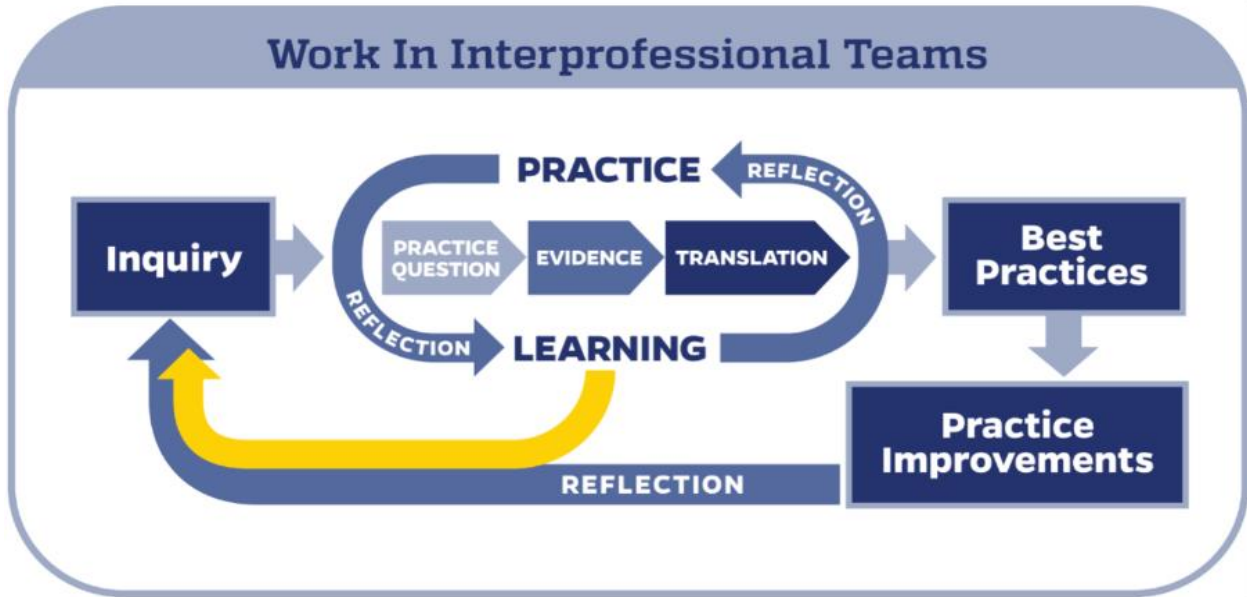 Work In Interprofessional Teams
PRACTICE
REFLECTION
Inquiry
PRACTICE
QUESTION
EVIDENCE
TRANSLATION
Best
Practices
REFLECTION
LEARNING
Practice
Improvements
REFLECTION